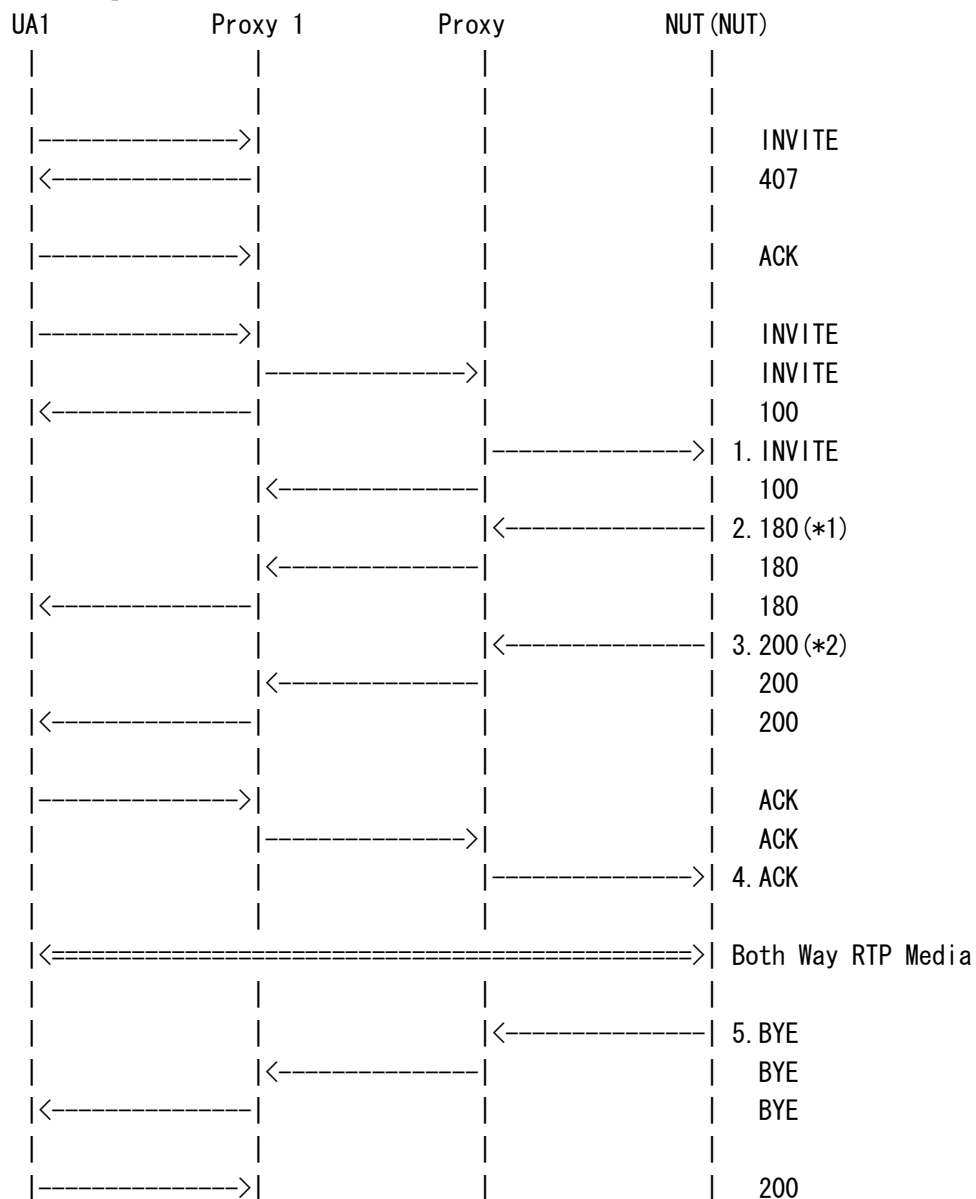 UA1 Proxy 1 Proxy NUT(NUT)
| | | |
| | | |
|--------------->| | | INVITE
|<---------------| | | 407
| | | |
|--------------->| | | ACK
| | | |
|--------------->| | | INVITE
| |--------------->| | INVITE
|<---------------| | | 100
| | |--------------->| 1.INVITE
| |<---------------| | 100
| | |<---------------| 2.180(*1)
| |<---------------| | 180
|<---------------| | | 180
| | |<---------------| 3.200(*2)
| |<---------------| | 200
|<---------------| | | 200
| | | |
|--------------->| | | ACK
| |--------------->| | ACK
| | |--------------->| 4.ACK
| | | |
|<================================================>| Both Way RTP Media
| | | |
| | |<---------------| 5.BYE
| |<---------------| | BYE
|<---------------| | | BYE
| | | |
|--------------->| | | 200